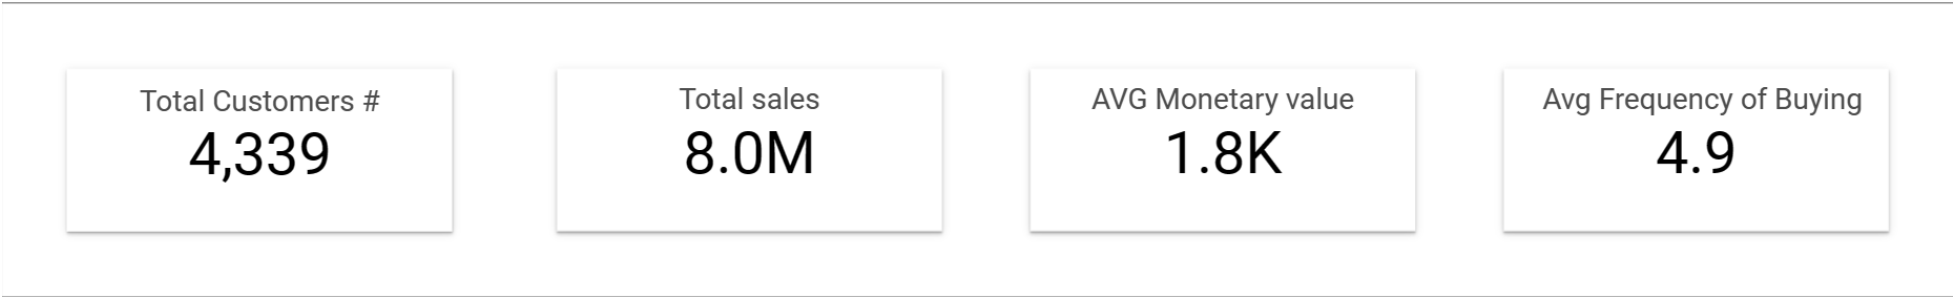 Total Customers #
4,339
Total sales
8.0M
AVG Monetary value
1.8K
Avg Frequency of Buying
4.9